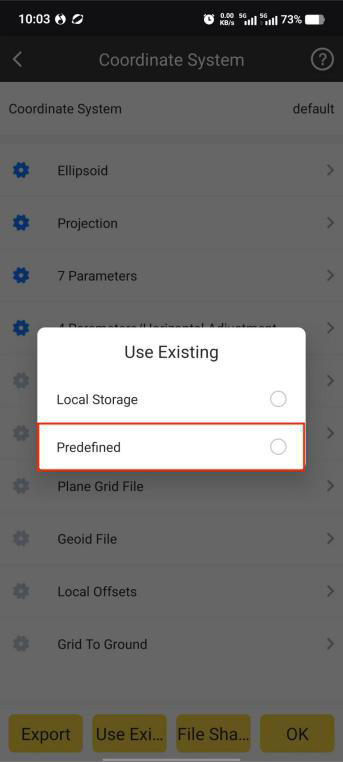 10:03
0.00 KB/s 5G 5G 73%
Coordinate System
?
Coordinate System default
Ellipsoid
Projection
7 Parameters
4 Parameters/Horizontal Adjustment
Use Existing
Local Storage
Predefined
Plane Grid File
Geoid File
Local Offsets
Grid To Ground
Export Use Exi... File Sha... OK